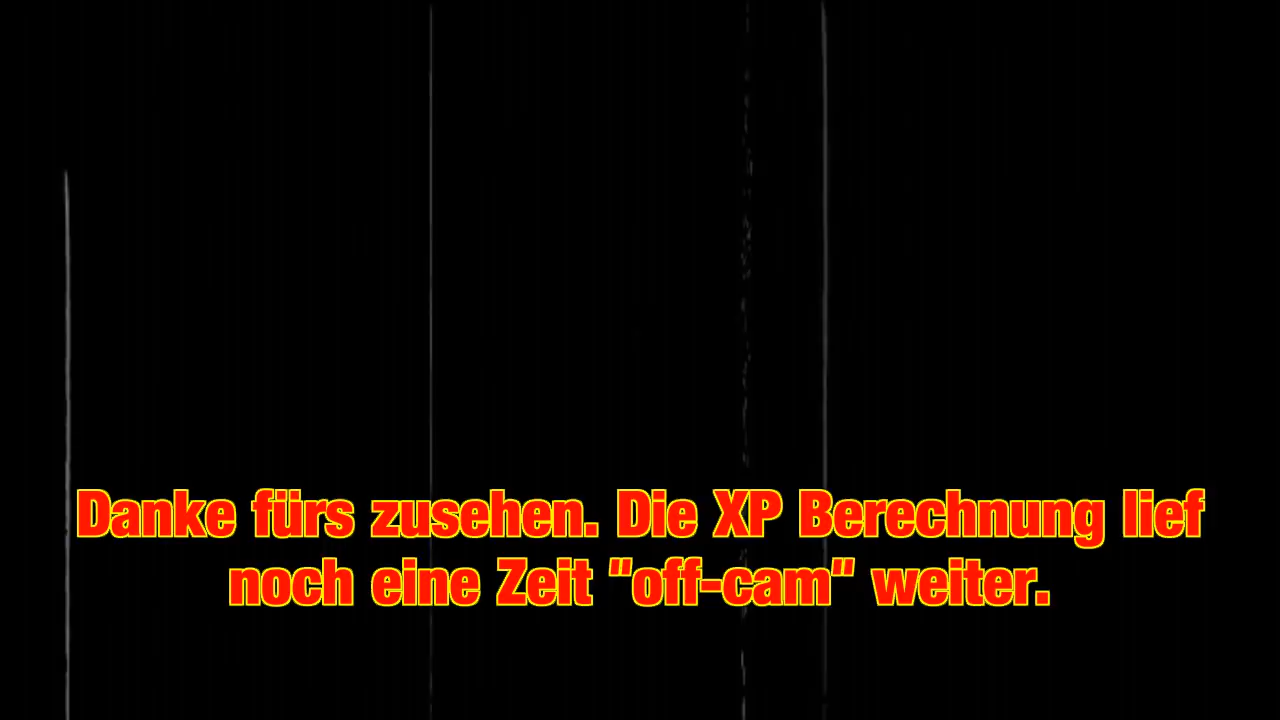 Danke fürs zusehen. Die XP Berechnung lief
noch eine Zeit "off-cam" weiter.